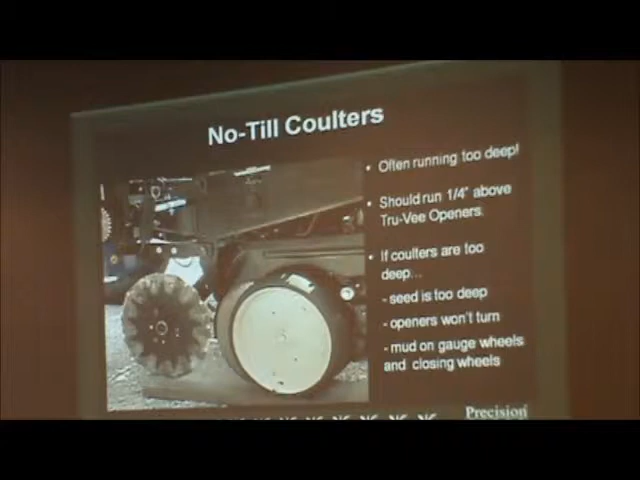 No-Till Coulters
• Often running too deep!
• Should run 1/4" above
Tru-Vee Openers
• If coulters are too
deep...
- seed is too deep
- openers won't turn
- mud on gauge wheels
and closing wheels
Precision